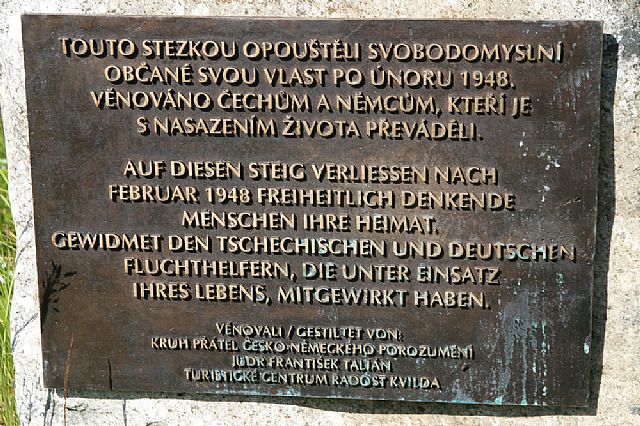 TOUTO STEZKOU OPOUŠTĚLI SVOBODOMYSLNÍ
OBČANÉ SVOU VLAST PO ÚNORU 1948.
VĚNOVÁNO ČECHŮM A NĚMCŮM, KTEŘÍ JE
S NASAZENÍM ŽIVOTA PŘEVÁDĚLI.
AUF DIESEN STEIG VERLIESSEN NACH
FEBRUAR 1948 FREIHEITLICH DENKENDE
MENSCHEN IHRE HEIMAT.
GEWIDMET DEN TSCHECHISCHEN UND DEUTSCHEN
FLUCHTHELFERN, DIE UNTER EINSATZ
IHRES LEBENS, MITGEWIRKT HABEN.
VĚNOVALI / GESTILTET VON:
KRUH PŘÁTEL ČESKO-NĚMECKÉHO POROZUMĚNÍ
JUDR FRANTIŠEK TALIÁN
TURISTICKÉ CENTRUM RADOST KVILDA